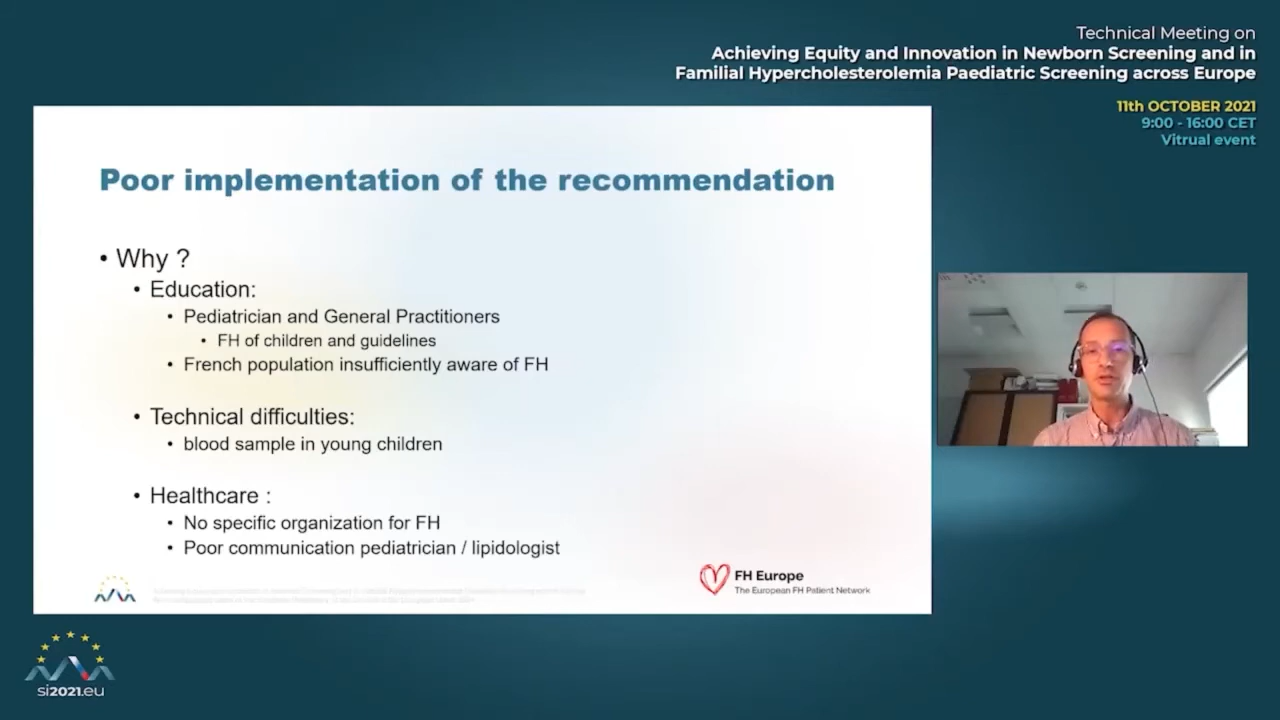 Technical Meeting on
Achieving Equity and Innovation in Newborn Screening and in
Familial Hypercholesterolemia Paediatric Screening across Europe
11th OCTOBER 2021
9:00 - 16:00 CET
Vitrual event
Poor implementation of the recommendation
• Why ?
• Education:
• Pediatrician and General Practitioners
• FH of children and guidelines
• French population insufficiently aware of FH
• Technical difficulties:
• blood sample in young children
• Healthcare :
• No specific organization for FH
• Poor communication pediatrician / lipidologist
FH Europe
The European FH Patient Network
si2021.eu